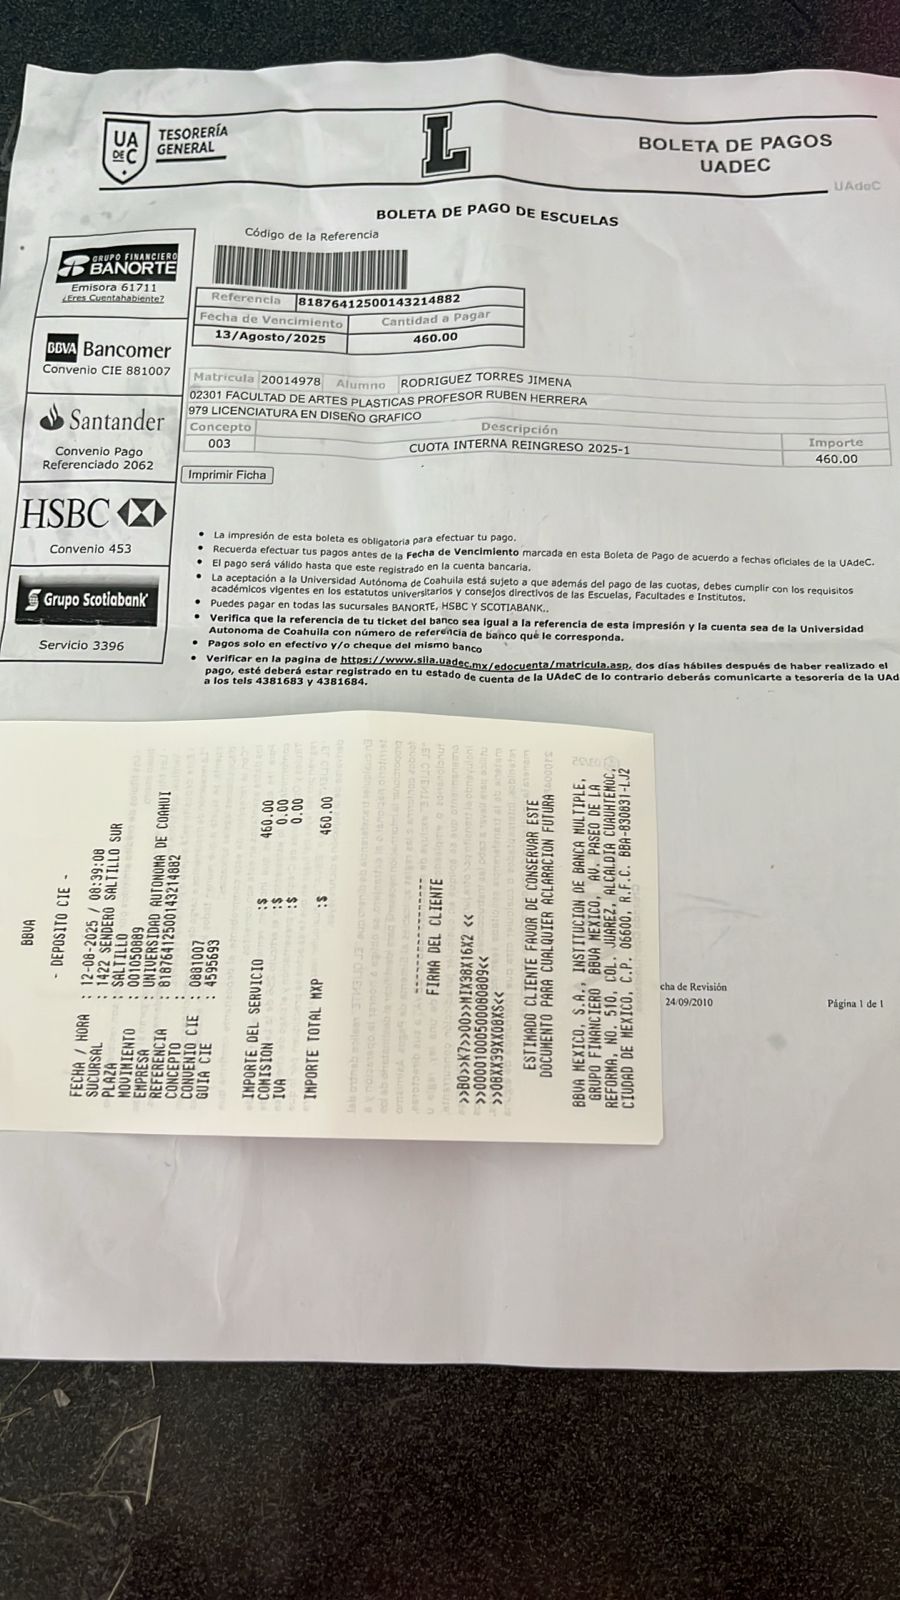 UA
DE
C
TESORERÍA
GENERAL
L
BOLETA DE PAGOS
UADEC
UAdeC
BOLETA DE PAGO DE ESCUELAS
Código de la Referencia
GRUPO FINANCIERO
BANORTE
Emisora 61711
¿Eres Cuentahabiente?
BBVA Bancomer
Convenio CIE 881007
Santander
Convenio Pago
Referenciado 2062
HSBC
Convenio 453
Grupo Scotiabank
Servicio 3396
Referencia 81876412500143214882
Fecha de Vencimiento Cantidad a Pagar
13/Agosto/2025 460.00
Matrícula 20014978 Alumno RODRIGUEZ TORRES JIMENA
02301 FACULTAD DE ARTES PLASTICAS PROFESOR RUBEN HERRERA
979 LICENCIATURA EN DISEÑO GRAFICO
Concepto Descripción Importe
003 CUOTA INTERNA REINGRESO 2025-1 460.00
Imprimir Ficha
• La impresión de esta boleta es obligatoria para efectuar tu pago.
• Recuerda efectuar tus pagos antes de la Fecha de Vencimiento marcada en esta Boleta de Pago de acuerdo a fechas oficiales de la UAdeC.
• El pago será válido hasta que este registrado en la cuenta bancaria.
• La aceptación a la Universidad Autónoma de Coahuila está sujeto a que además del pago de las cuotas, debes cumplir con los requisitos
académicos vigentes en los estatutos universitarios y consejos directivos de las Escuelas, Facultades e Institutos.
• Puedes pagar en todas las sucursales BANORTE, HSBC Y SCOTIABANK..
• Verifica que la referencia de tu ticket del banco sea igual a la referencia de esta impresión y la cuenta sea de la Universidad
Autonoma de Coahuila con número de referencia de banco que le corresponda.
• Pagos solo en efectivo y/o cheque del mismo banco
• Verificar en la pagina de https://www.siia.uadec.mx/edocuenta/matricula.asp, dos días hábiles después de haber realizado el
pago, esté deberá estar registrado en tu estado de cuenta de la UAdeC de lo contrario deberás comunicarte a tesorería de la UAd
a los tels 4381683 y 4381684.
BBVA
- DEPOSITO CIE -
FECHA / HORA : 12-08-2025 / 08:39:08
SUCURSAL : 1422 SENDERO SALTILLO SUR
PLAZA : SALTILLO
MOVIMIENTO : 001050889
EMPRESA : UNIVERSIDAD AUTONOMA DE COAHUI
REFERENCIA : 81876412500143214882
CONCEPTO :
CONVENIO CIE : 0881007
GUIA CIE : 4595693
IMPORTE DEL SERVICIO :$ 460.00
COMISION :$ 0.00
IVA :$ 0.00
IMPORTE TOTAL MXP :$ 460.00
--------------------
FIRMA DEL CLIENTE
>>B0>>K7>>00>>MIX38X16X2 <<
>>000010005000080809<<
>>08XX39XX08XS<<
ESTIMADO CLIENTE FAVOR DE CONSERVAR ESTE
DOCUMENTO PARA CUALQUIER ACLARACION FUTURA
BBVA MEXICO, S.A., INSTITUCION DE BANCA MULTIPLE,
GRUPO FINANCIERO BBVA MEXICO, AV. PASEO DE LA
REFORMA, NO. 510, COL. JUAREZ, ALCALDIA CUAUHTEMOC,
CIUDAD DE MEXICO, C.P. 06600, R.F.C. BBA-830831-LJ2
cha de Revisión
24/09/2010
Página 1 de 1